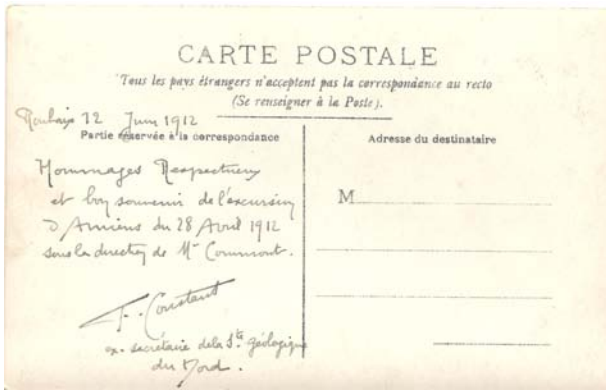 CARTE POSTALE
Tous les pays étrangers n'acceptent pas la correspondance au recto
(Se renseigner à la Poste).
Roubaix 12 Juin 1912
Partie réservée à la correspondance
Adresse du destinataire
Hommages Respectueux
et bon souvenir de l'excursion
d'Amiens du 28 Avril 1912
sous la direction de Mr Commont.
M
F. Constant
ex. secrétaire de la Sté géologique
du Nord.